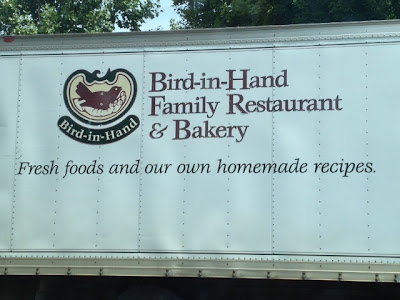 Bird-in-Hand
Bird-in-Hand
Family Restaurant
& Bakery
Fresh foods and our own homemade recipes.